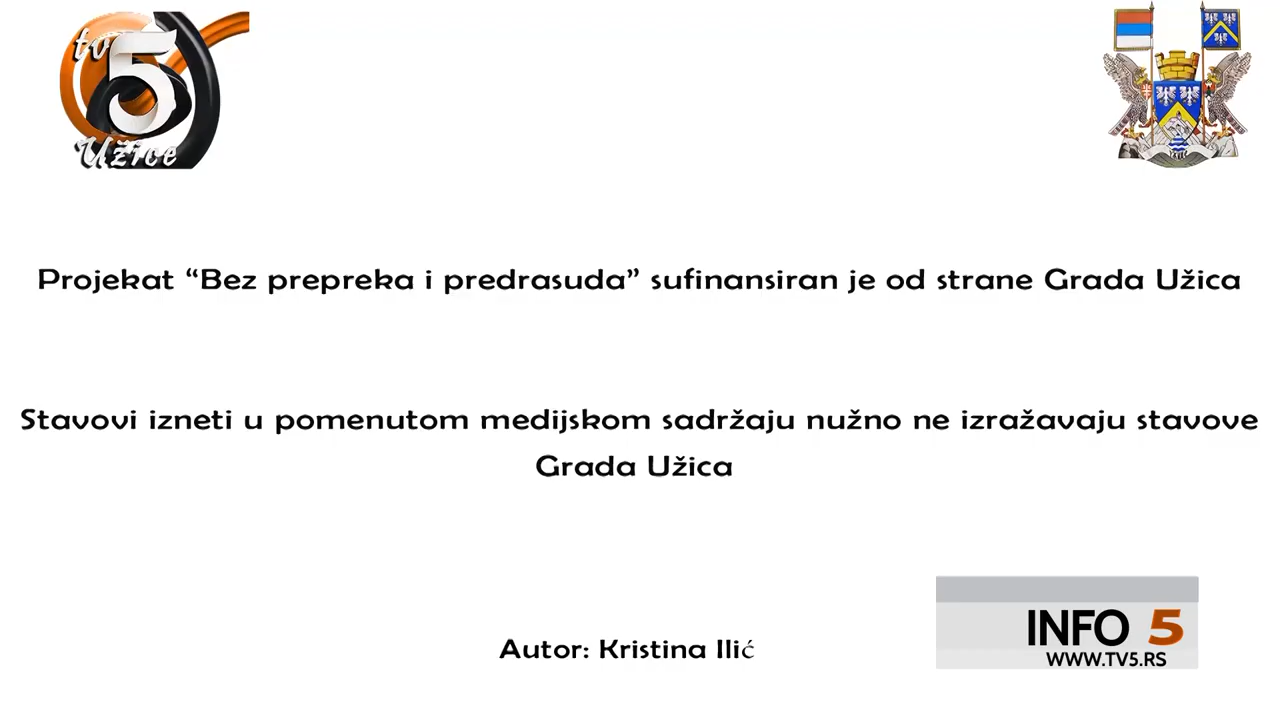 tv5
Užice
Projekat “Bez prepreka i predrasuda” sufinansiran je od strane Grada Užica
Stavovi izneti u pomenutom medijskom sadržaju nužno ne izražavaju stavove
Grada Užica
Autor: Kristina Ilić
INFO 5
WWW.TV5.RS